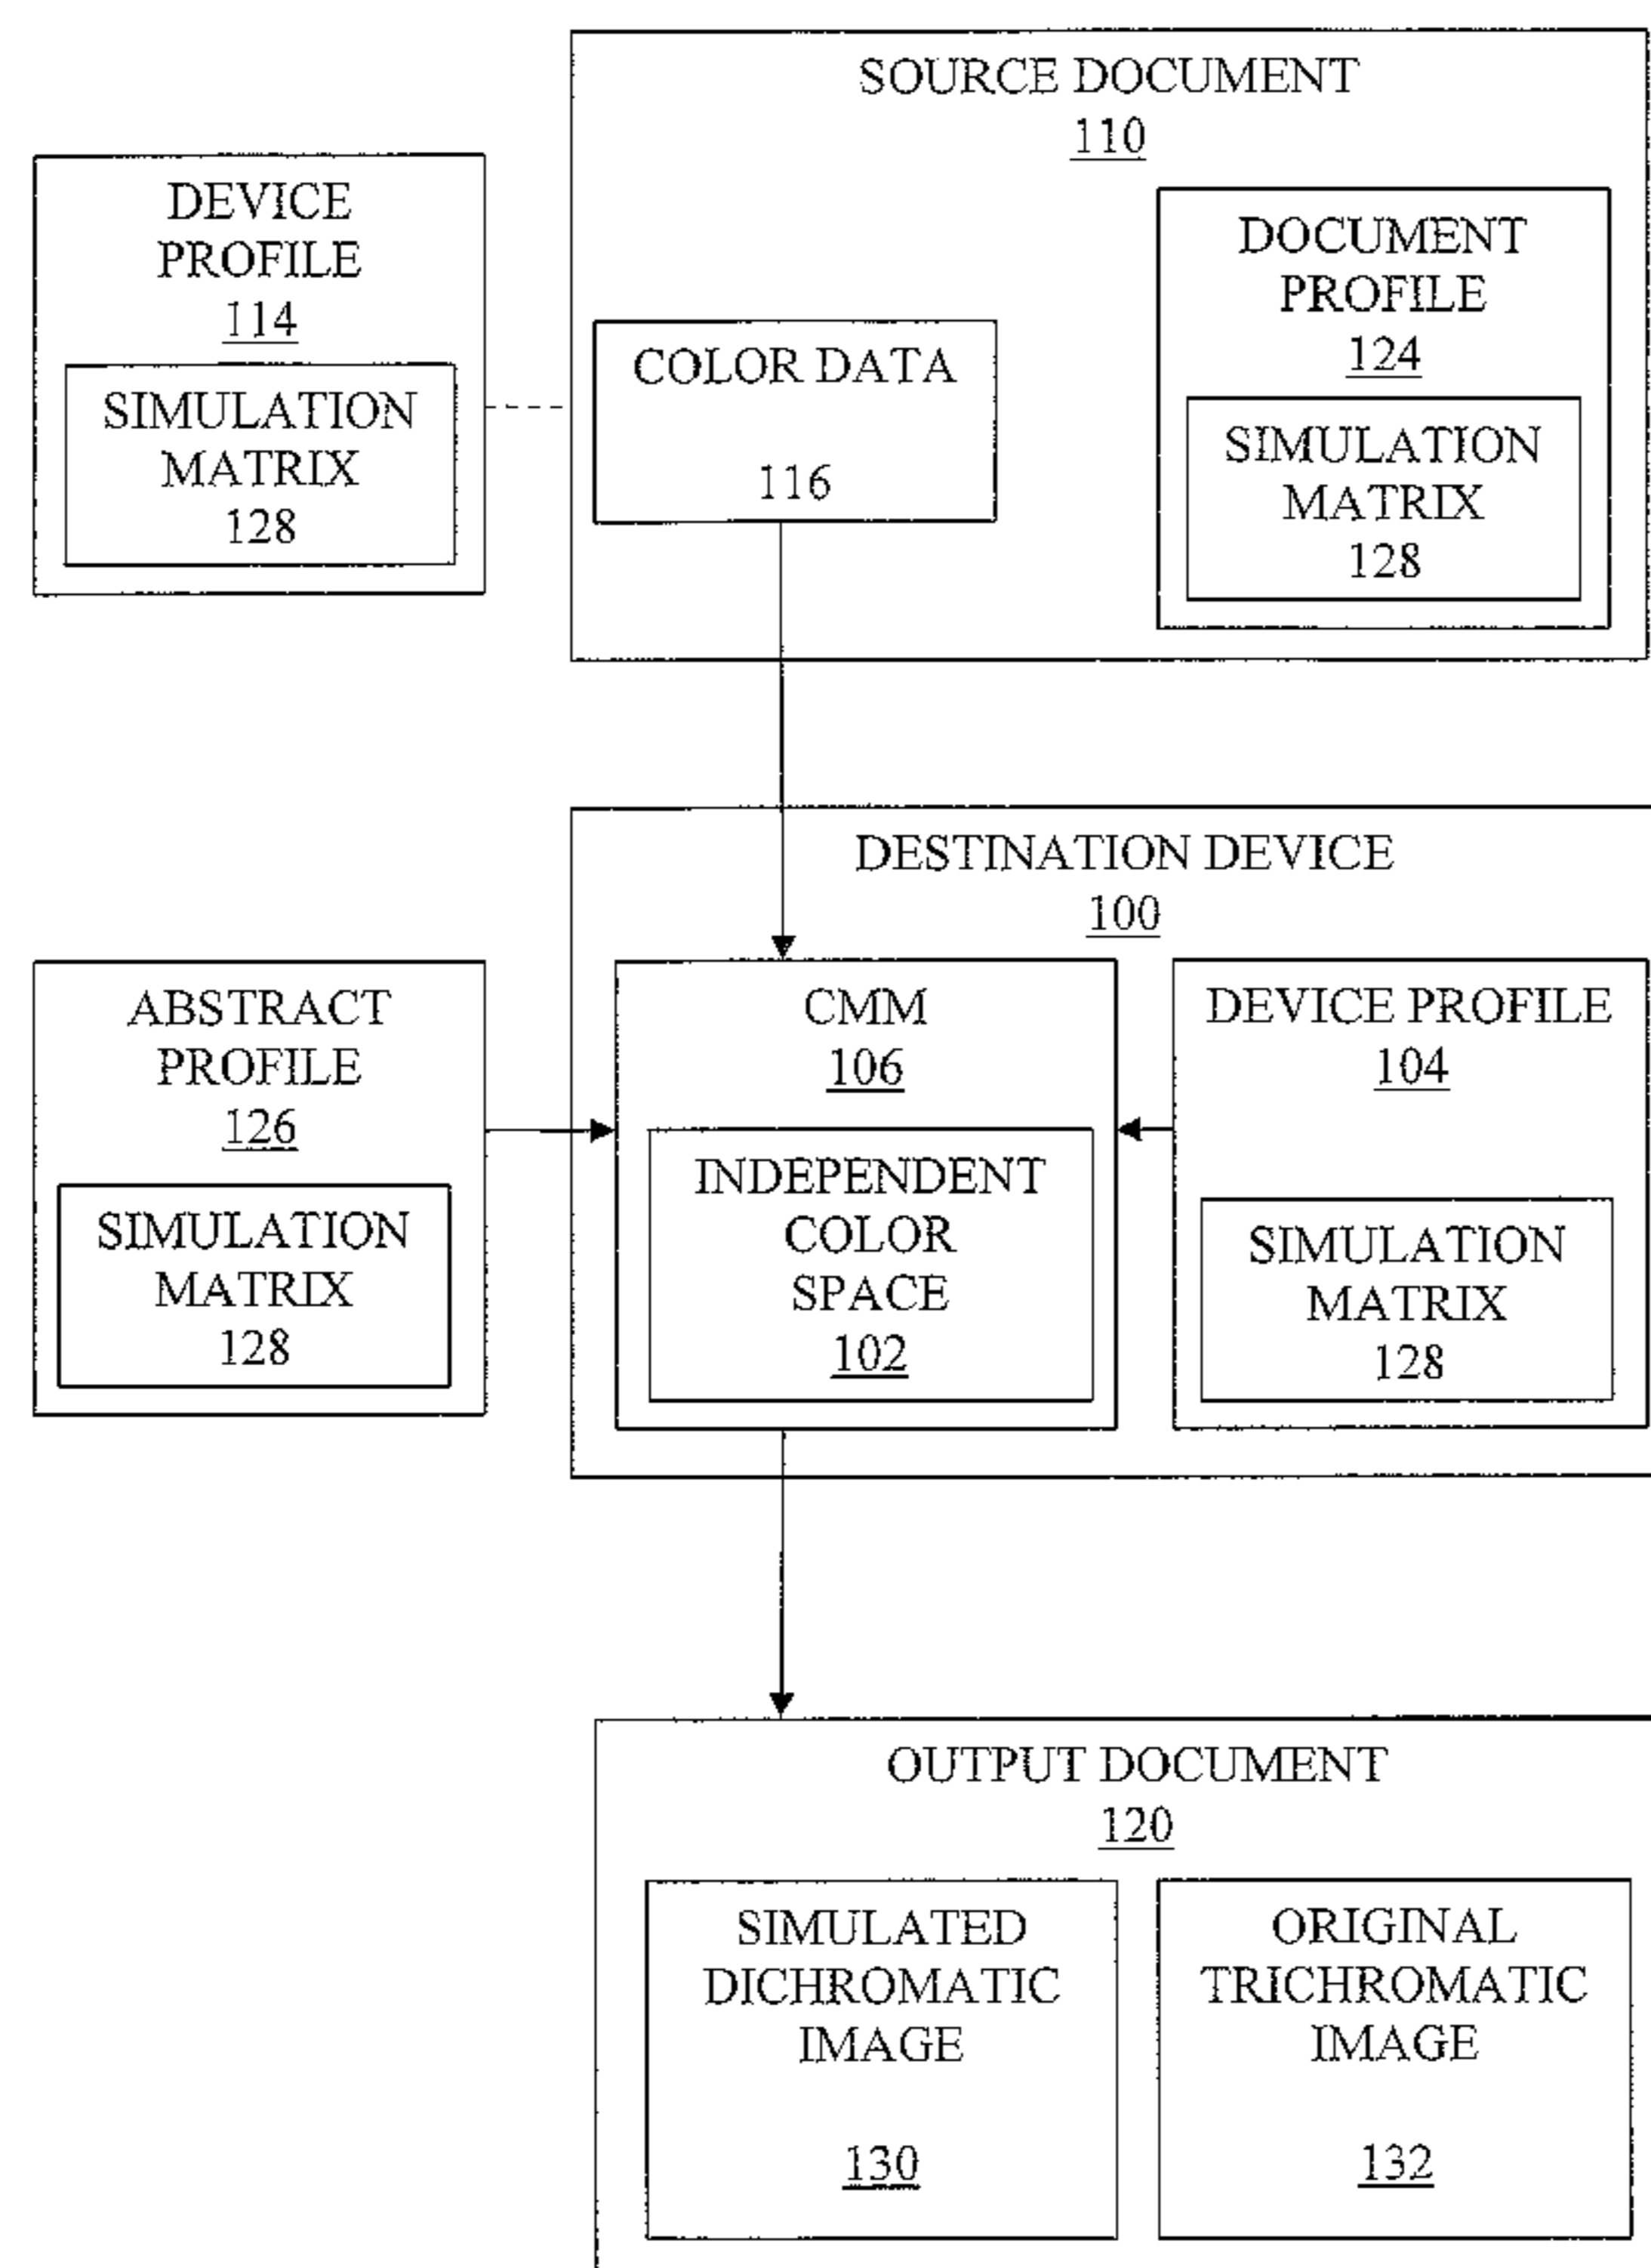 SOURCE DOCUMENT
110
DEVICE
PROFILE
114
SIMULATION
MATRIX
128
COLOR DATA
116
DOCUMENT
PROFILE
124
SIMULATION
MATRIX
128
DESTINATION DEVICE
100
ABSTRACT
PROFILE
126
SIMULATION
MATRIX
128
CMM
106
INDEPENDENT
COLOR
SPACE
102
DEVICE PROFILE
104
SIMULATION
MATRIX
128
OUTPUT DOCUMENT
120
SIMULATED
DICHROMATIC
IMAGE
130
ORIGINAL
TRICHROMATIC
IMAGE
132